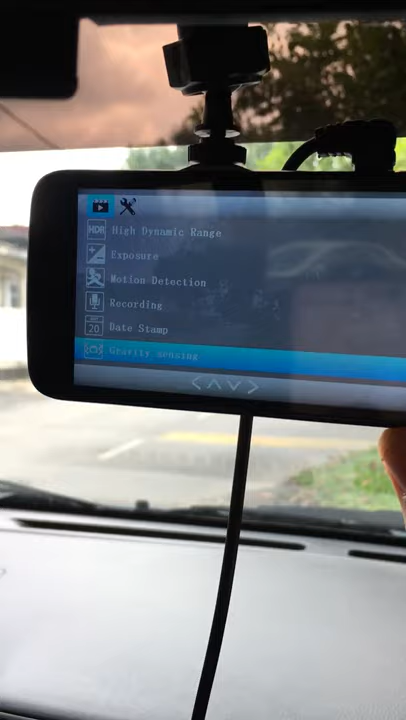 HDR High Dynamic Range
Exposure
Motion Detection
Recording
20 Date Stamp
Gravity sensing